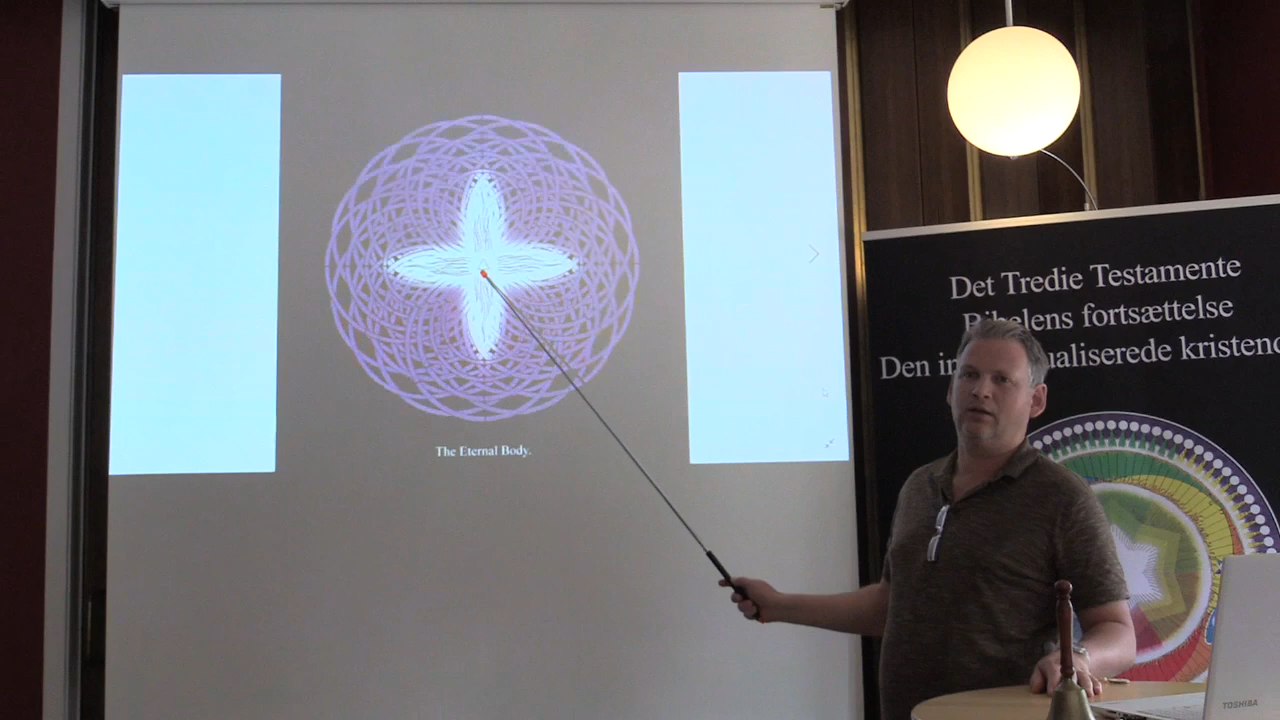 The Eternal Body.
Det Tredie Testamente
Bibelens fortsættelse
Den in
ualiserede kristend
TOSHIBA